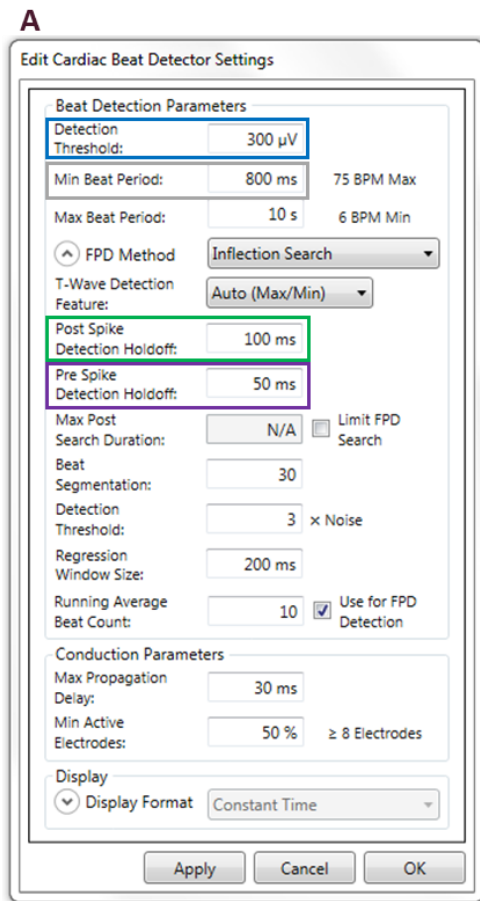 A
Edit Cardiac Beat Detector Settings
Beat Detection Parameters
Detection
Threshold:
300 µV
Min Beat Period:
800 ms
75 BPM Max
Max Beat Period:
10 s
6 BPM Min
FPD Method
Inflection Search
T-Wave Detection
Feature:
Auto (Max/Min)
Post Spike
Detection Holdoff:
100 ms
Pre Spike
Detection Holdoff:
50 ms
Max Post
Search Duration:
N/A
Limit FPD
Search
Beat
Segmentation:
30
Detection
Threshold:
3
× Noise
Regression
Window Size:
200 ms
Running Average
Beat Count:
10
Use for FPD
Detection
Conduction Parameters
Max Propagation
Delay:
30 ms
Min Active
Electrodes:
50 %
≥ 8 Electrodes
Display
Display Format
Constant Time
Apply
Cancel
OK